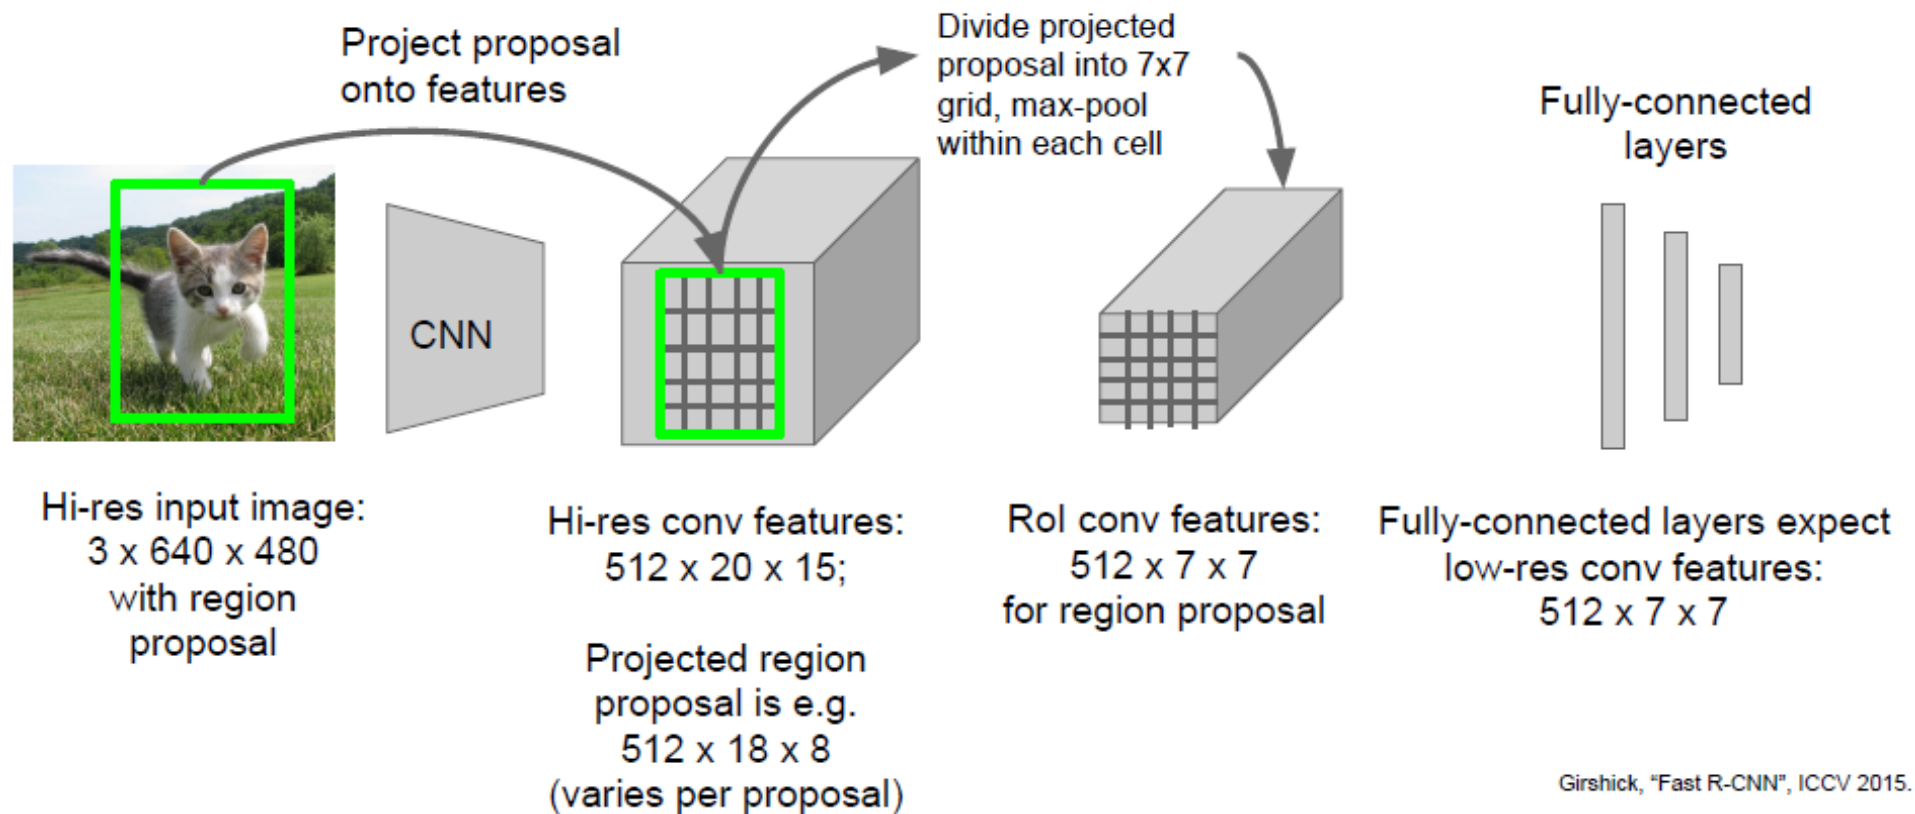 Project proposal
onto features
Divide projected
proposal into 7x7
grid, max-pool
within each cell
Fully-connected
layers
CNN
Hi-res input image:
3 x 640 x 480
with region
proposal
Hi-res conv features:
512 x 20 x 15;
Projected region
proposal is e.g.
512 x 18 x 8
(varies per proposal)
RoI conv features:
512 x 7 x 7
for region proposal
Fully-connected layers expect
low-res conv features:
512 x 7 x 7
Girshick, “Fast R-CNN”, ICCV 2015.